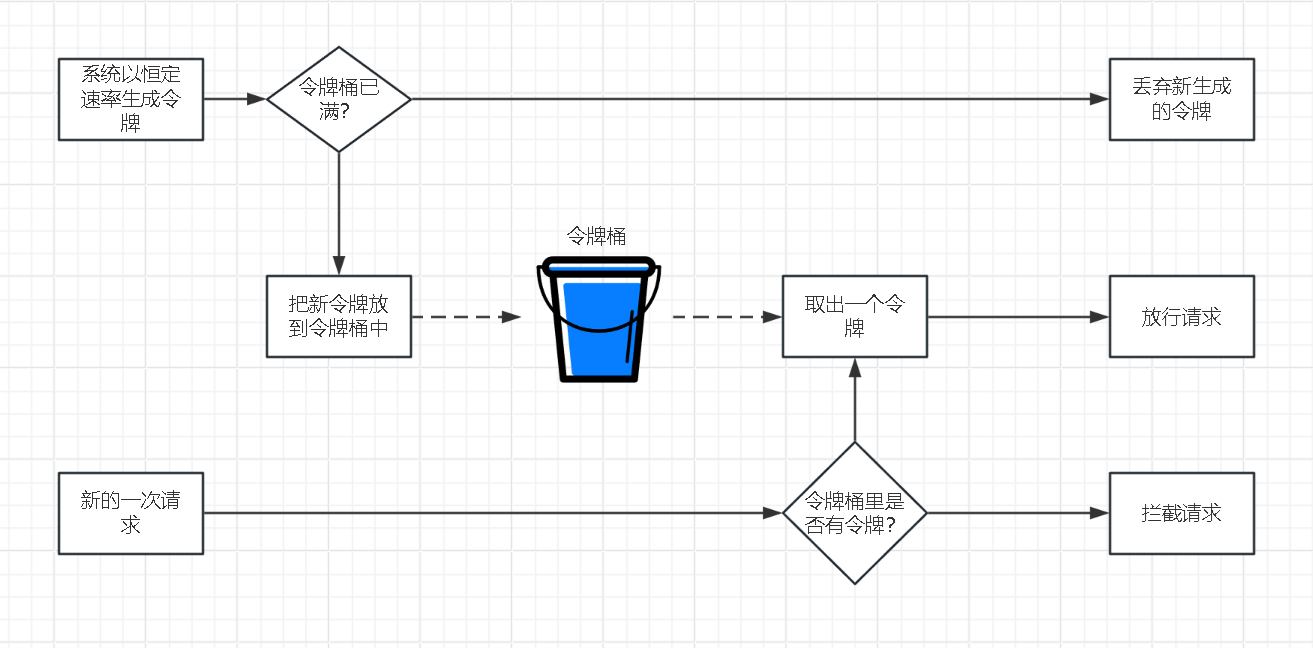 系统以恒定
速率生成令
牌
令牌桶已
满?
丢弃新生成
的令牌
令牌桶
把新令牌放
到令牌桶中
取出一个令
牌
放行请求
新的一次请
求
令牌桶里是
否有令牌?
拦截请求